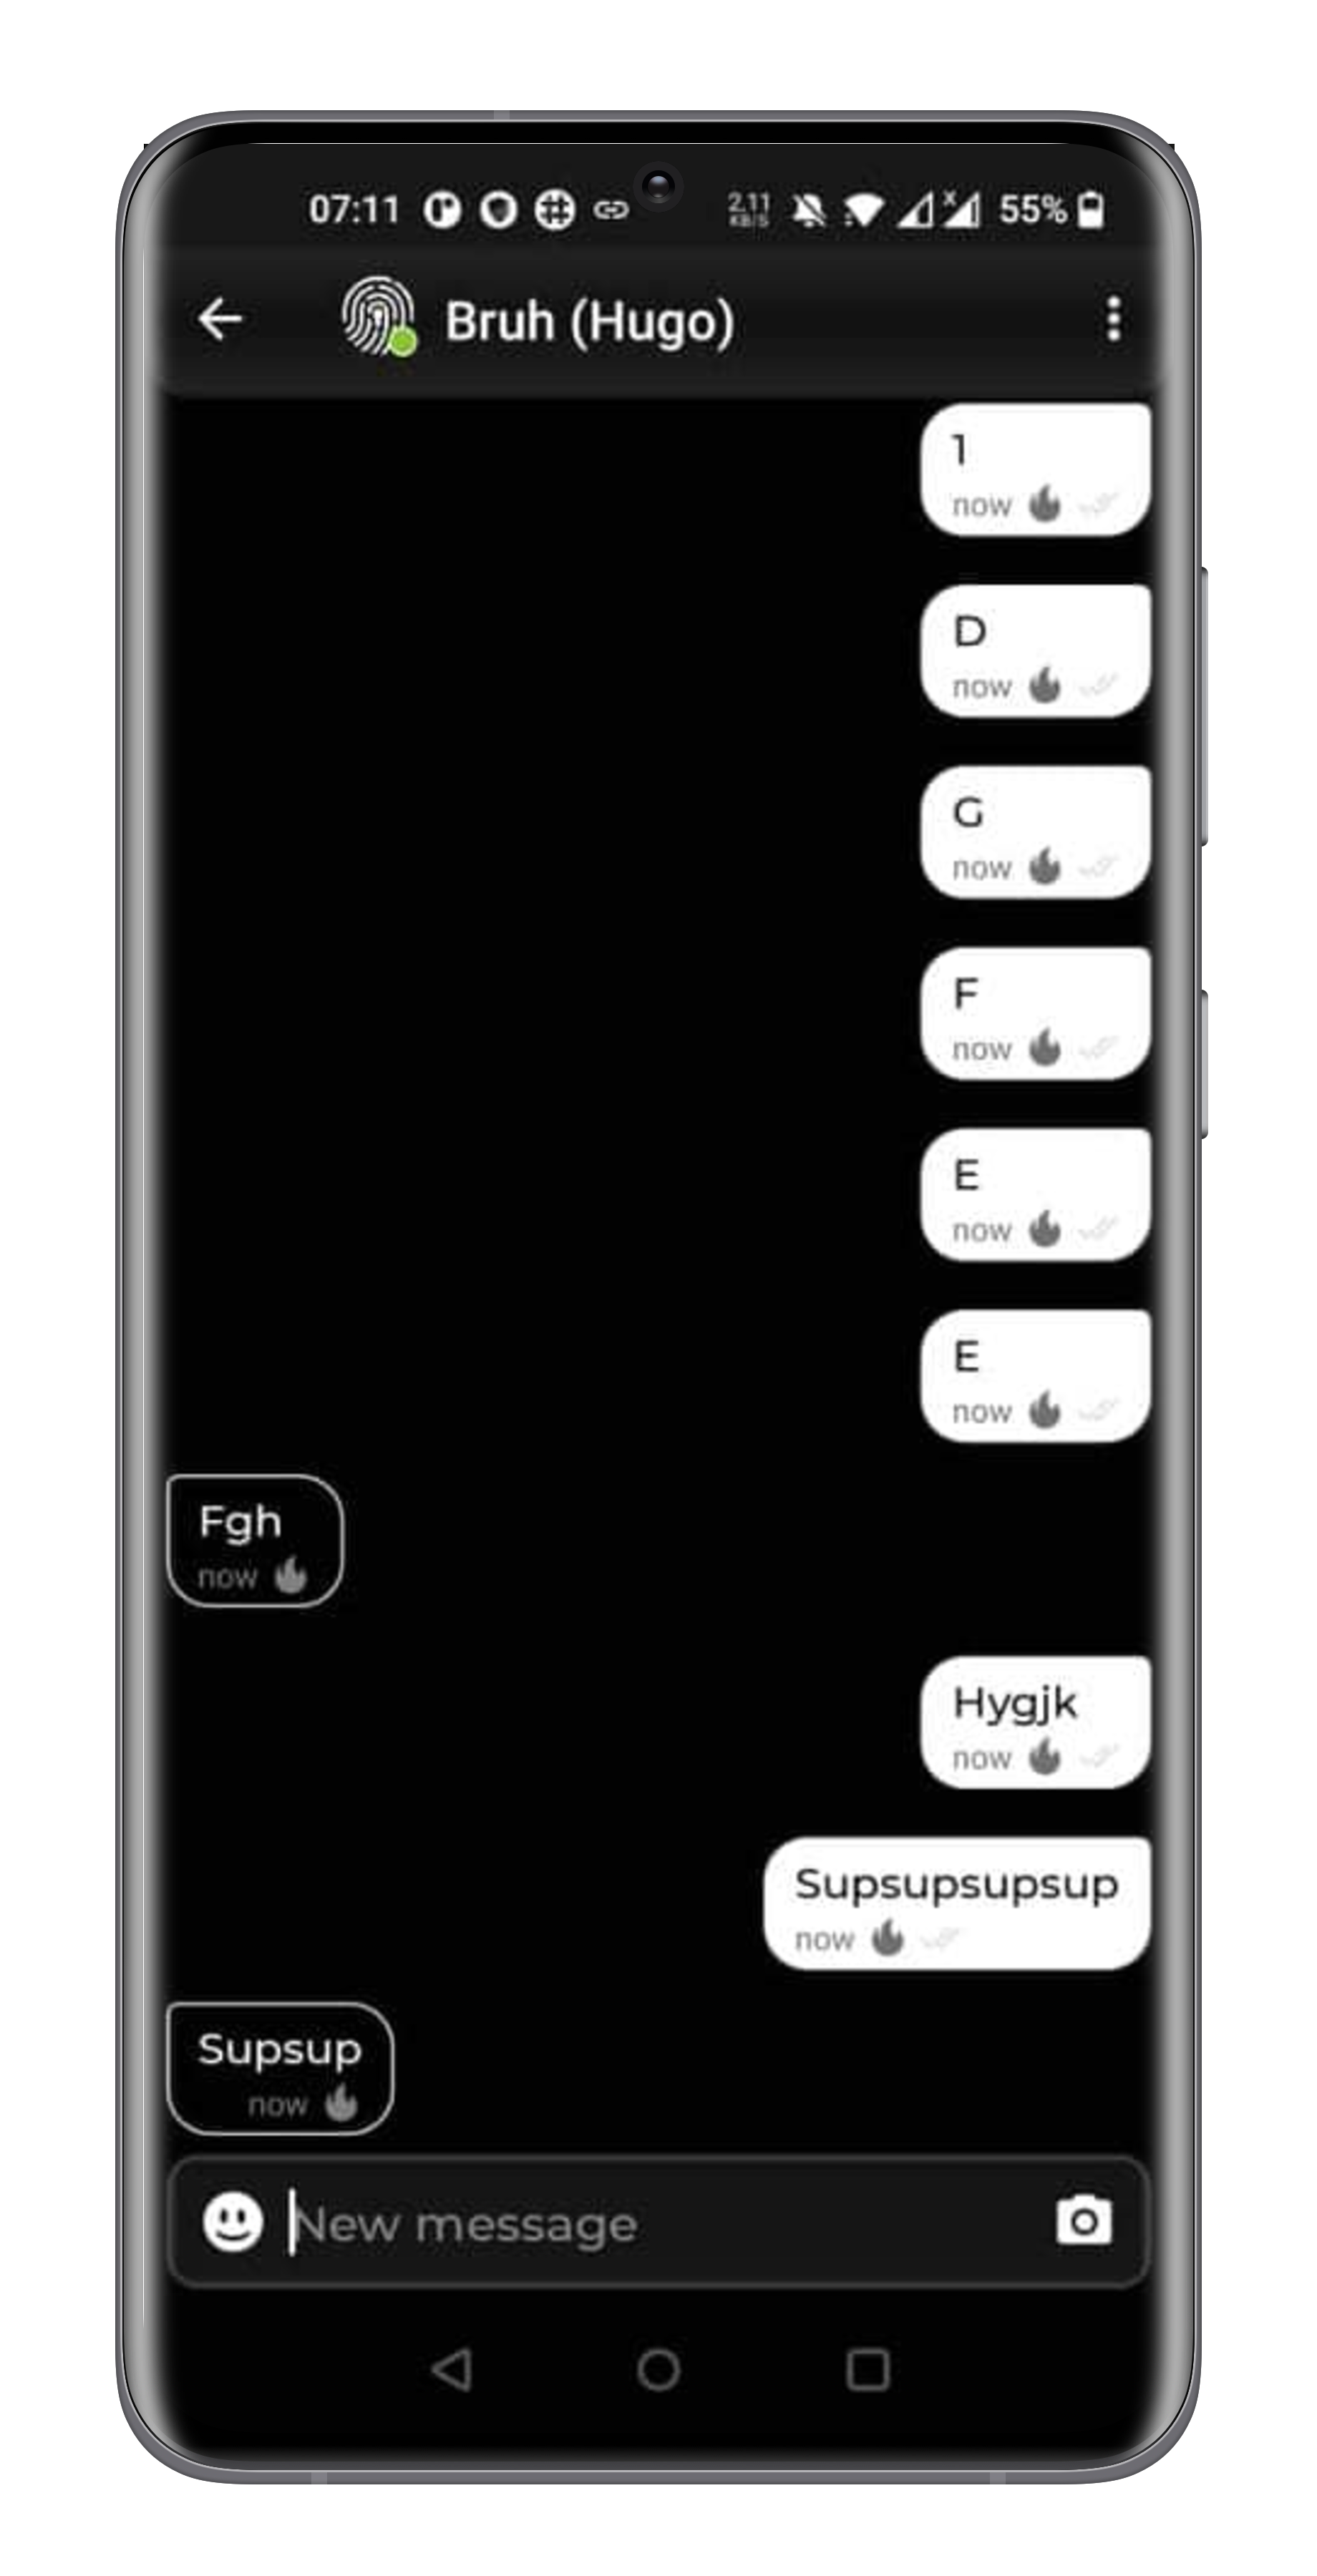 07:11
2.11
KB/S
55%
Bruh (Hugo)
1
now
D
now
G
now
F
now
E
now
E
now
Fgh
now
Hygjk
now
Supsupsupsup
now
Supsup
now
New message